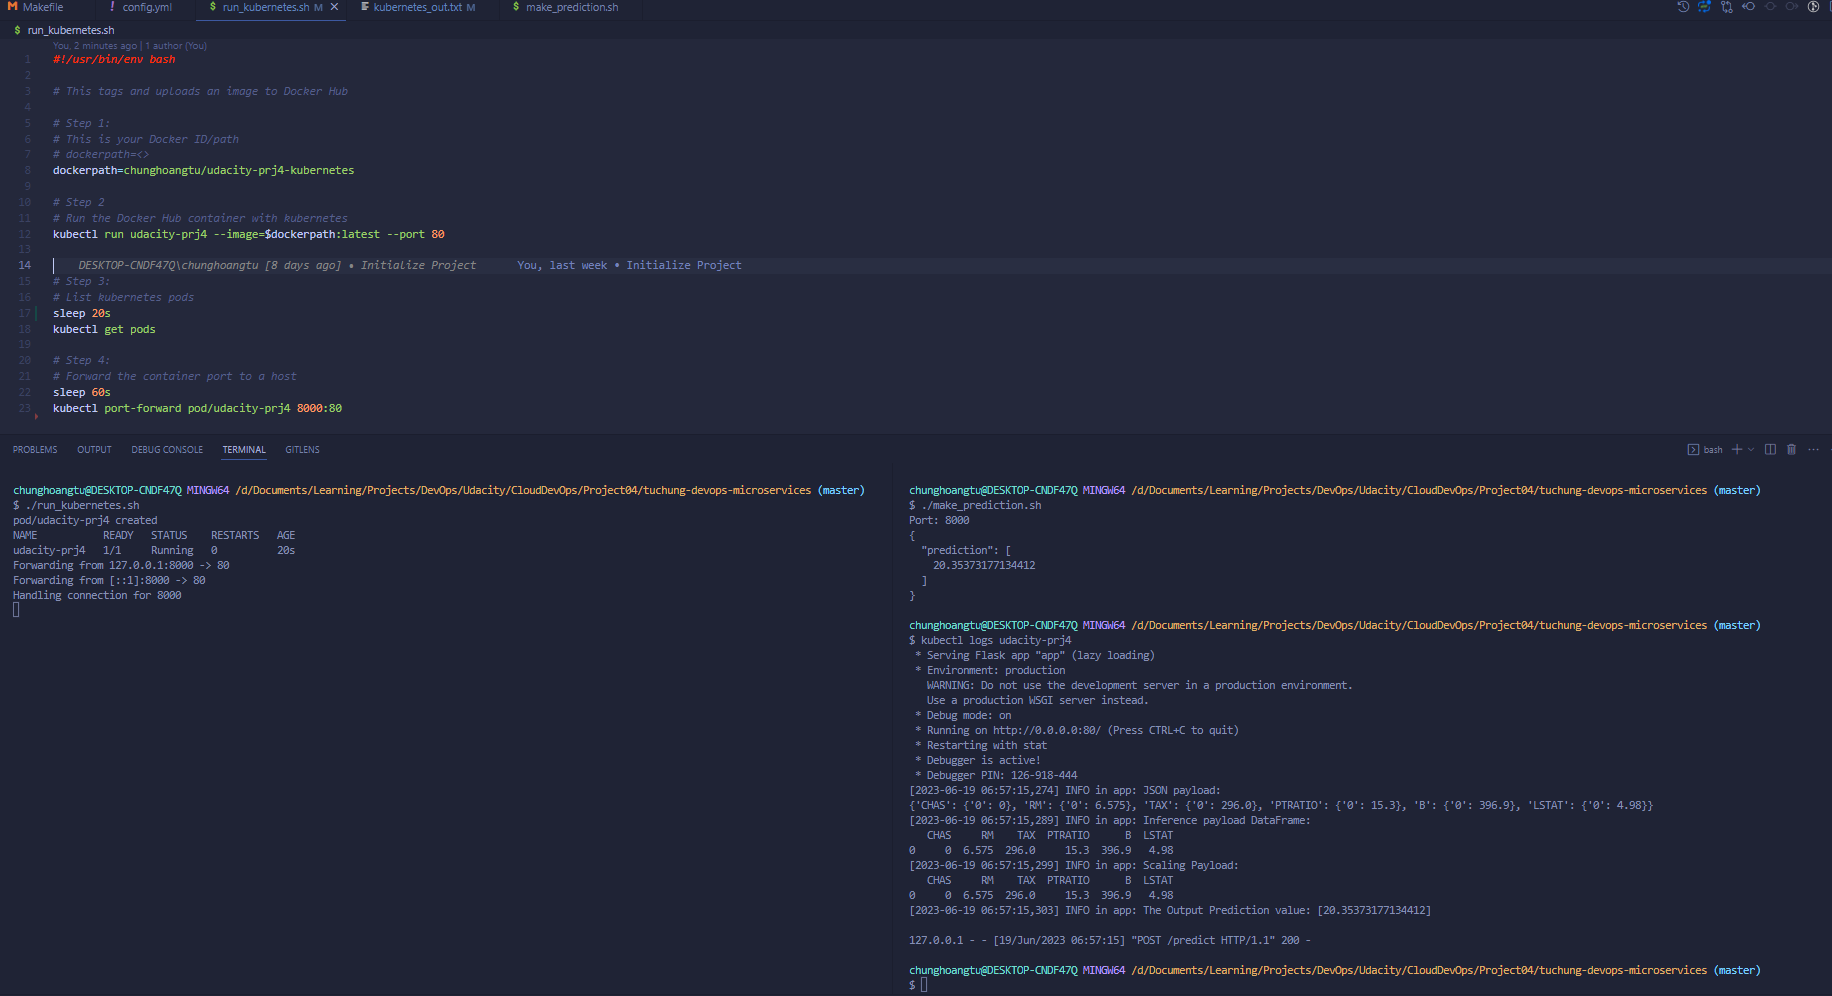 Makefile
! config.yml
$ run_kubernetes.sh M
kubernetes_out.txt M
$ make_prediction.sh
$ run_kubernetes.sh
You, 2 minutes ago | 1 author (You)
1 #!/usr/bin/env bash
2
3 # This tags and uploads an image to Docker Hub
4
5 # Step 1:
6 # This is your Docker ID/path
7 # dockerpath=<>
8 dockerpath=chunghoangtu/udacity-prj4-kubernetes
9
10 # Step 2
11 # Run the Docker Hub container with kubernetes
12 kubectl run udacity-prj4 --image=$dockerpath:latest --port 80
13
14 DESKTOP-CNDF47Q\chunghoangtu [8 days ago] • Initialize Project You, last week • Initialize Project
15 # Step 3:
16 # List kubernetes pods
17 sleep 20s
18 kubectl get pods
19
20 # Step 4:
21 # Forward the container port to a host
22 sleep 60s
23 kubectl port-forward pod/udacity-prj4 8000:80
PROBLEMS OUTPUT DEBUG CONSOLE TERMINAL GITLENS
bash
chunghoangtu@DESKTOP-CNDF47Q MINGW64 /d/Documents/Learning/Projects/DevOps/Udacity/CloudDevOps/Project04/tuchung-devops-microservices (master)
$ ./run_kubernetes.sh
pod/udacity-prj4 created
NAME READY STATUS RESTARTS AGE
udacity-prj4 1/1 Running 0 20s
Forwarding from 127.0.0.1:8000 -> 80
Forwarding from [::1]:8000 -> 80
Handling connection for 8000
chunghoangtu@DESKTOP-CNDF47Q MINGW64 /d/Documents/Learning/Projects/DevOps/Udacity/CloudDevOps/Project04/tuchung-devops-microservices (master)
$ ./make_prediction.sh
Port: 8000
{
"prediction": [
20.35373177134412
]
}
chunghoangtu@DESKTOP-CNDF47Q MINGW64 /d/Documents/Learning/Projects/DevOps/Udacity/CloudDevOps/Project04/tuchung-devops-microservices (master)
$ kubectl logs udacity-prj4
* Serving Flask app "app" (lazy loading)
* Environment: production
WARNING: Do not use the development server in a production environment.
Use a production WSGI server instead.
* Debug mode: on
* Running on http://0.0.0.0:80/ (Press CTRL+C to quit)
* Restarting with stat
* Debugger is active!
* Debugger PIN: 126-918-444
[2023-06-19 06:57:15,274] INFO in app: JSON payload:
{'CHAS': {'0': 0}, 'RM': {'0': 6.575}, 'TAX': {'0': 296.0}, 'PTRATIO': {'0': 15.3}, 'B': {'0': 396.9}, 'LSTAT': {'0': 4.98}}
[2023-06-19 06:57:15,289] INFO in app: Inference payload DataFrame:
CHAS RM TAX PTRATIO B LSTAT
0 0 6.575 296.0 15.3 396.9 4.98
[2023-06-19 06:57:15,299] INFO in app: Scaling Payload:
CHAS RM TAX PTRATIO B LSTAT
0 0 6.575 296.0 15.3 396.9 4.98
[2023-06-19 06:57:15,303] INFO in app: The Output Prediction value: [20.35373177134412]
127.0.0.1 - - [19/Jun/2023 06:57:15] "POST /predict HTTP/1.1" 200 -
chunghoangtu@DESKTOP-CNDF47Q MINGW64 /d/Documents/Learning/Projects/DevOps/Udacity/CloudDevOps/Project04/tuchung-devops-microservices (master)
$